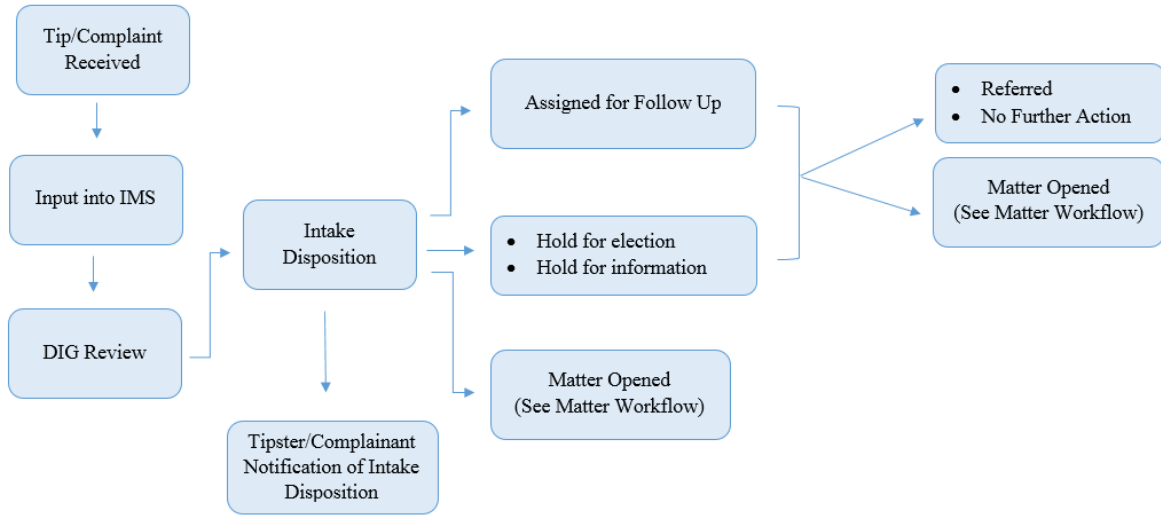 Tip/Complaint
Received
Input into IMS
DIG Review
Intake
Disposition
Tipster/Complainant
Notification of Intake
Disposition
Assigned for Follow Up
• Hold for election
• Hold for information
Matter Opened
(See Matter Workflow)
• Referred
• No Further Action
Matter Opened
(See Matter Workflow)